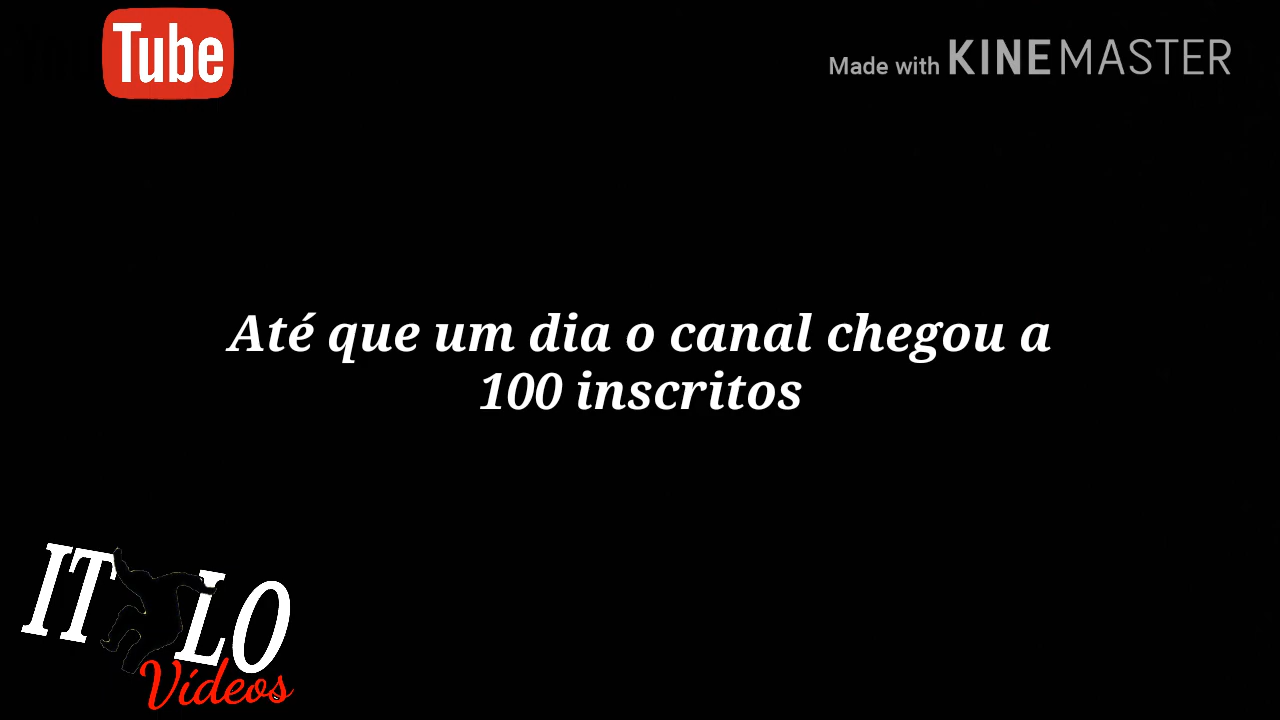 Tube
Made with KINEMASTER
Até que um dia o canal chegou a
100 inscritos
IT LO
Vídeos